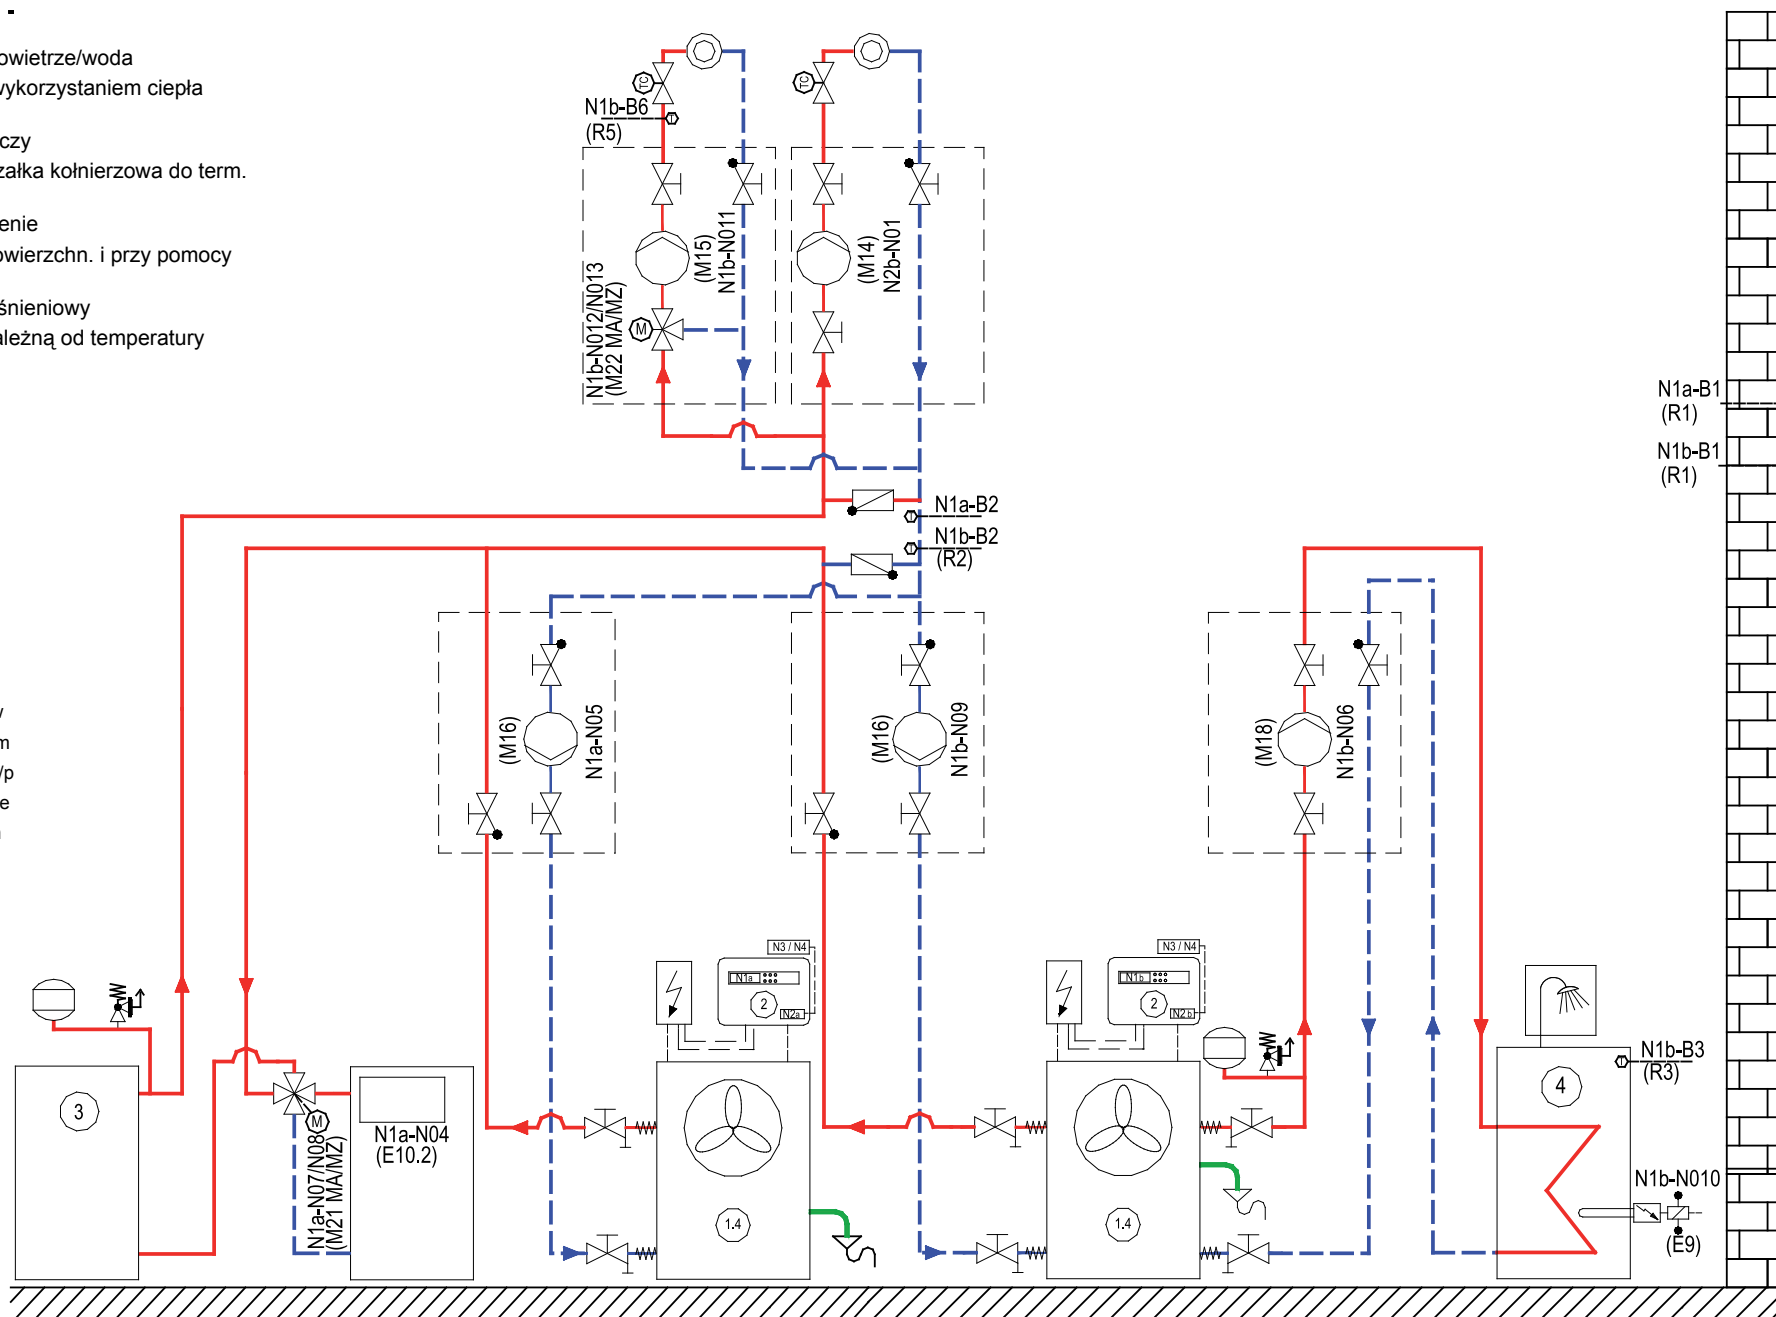 owietrze/woda
wykorzystaniem ciepła
czy
załka kołnierzowa do term.
enie
owierzchn. i przy pomocy
śnieniowy
ależną od temperatury
m
/p
e
TC
TC
N1b-B6
(R5)
(M15)
N1b-N011
(M14)
N2b-N01
N1b-N012/N013
(M22 MA/MZ)
M
N1a-B1
(R1)
N1b-B1
(R1)
N1a-B2
N1b-B2
(R2)
(M16)
N1a-N05
(M16)
N1b-N09
(M18)
N1b-N06
N3 / N4
N1a
2
N2a
N3 / N4
N1b
2
N2 b
3
M
N1a-N07/N08
(M21 MA/MZ)
N1a-N04
(E10.2)
1.4
1.4
4
N1b-B3
(R3)
N1b-N010
(E9)